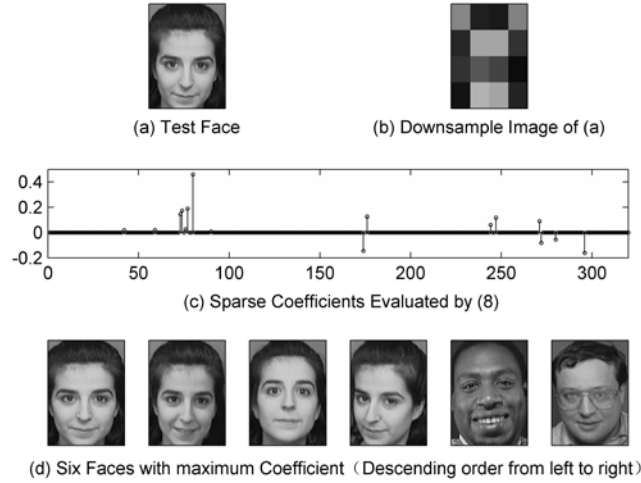 (a) Test Face
(b) Downsample Image of (a)
0.4
0.2
0
-0.2
0 50 100 150 200 250 300
(c) Sparse Coefficients Evaluated by (8)
(d) Six Faces with maximum Coefficient（Descending order from left to right）